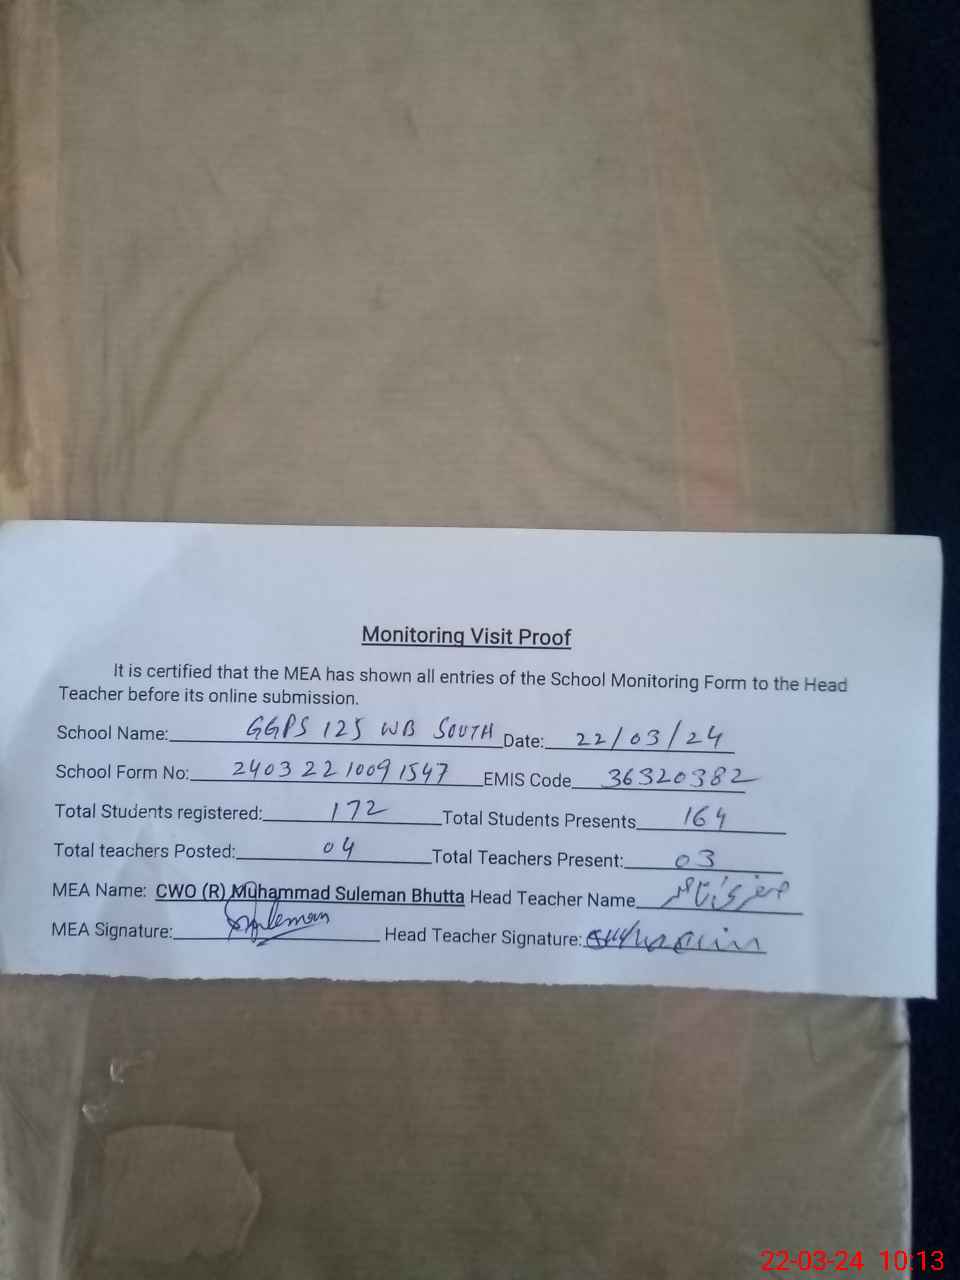 Monitoring Visit Proof
It is certified that the MEA has shown all entries of the School Monitoring Form to the Head
Teacher before its online submission.
School Name: GGPS 125 WB SOUTH Date: 22/03/24
School Form No: 2403 22 1009 1547 EMIS Code 36320382
Total Students registered: 172 Total Students Presents 164
Total teachers Posted: 04 Total Teachers Present: 03
MEA Name: CWO (R) Muhammad Suleman Bhutta Head Teacher Name
MEA Signature: Suleman Head Teacher Signature:
22-03-24 10:13